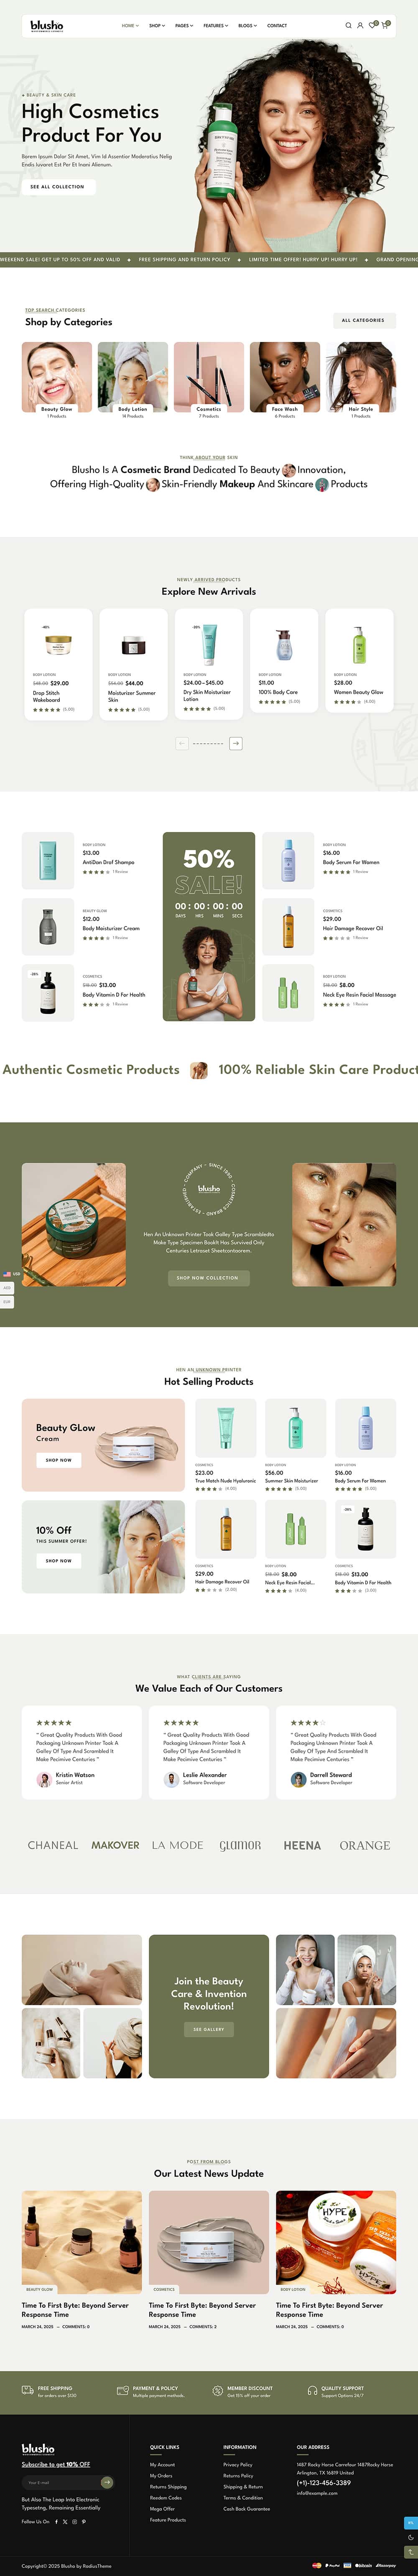 blusho
HOME SHOP PAGES FEATURES BLOGS CONTACT
BEAUTY & SKIN CARE
High Cosmetics
Product For You
Borem Ipsum Dolor Sit Amet, Vim Id Assentior Moderatius Nelig
Endis Iuvoret Est Per Et Inani Alienum.
SEE ALL COLLECTION
WEEKEND SALE! GET UP TO 50% OFF AND VALID FREE SHIPPING AND RETURN POLICY LIMITED TIME OFFER! HURRY UP! HURRY UP! GRAND OPENING
TOP SEARCH CATEGORIES
Shop by Categories
ALL CATEGORIES
Beauty Glow
1 Products
Body Lotion
14 Products
Cosmetics
7 Products
Face Wash
6 Products
Hair Style
1 Products
THINK ABOUT YOUR SKIN
Blusho Is A Cosmetic Brand Dedicated To Beauty Innovation,
Offering High-Quality Skin-Friendly Makeup And Skincare Products
NEWLY ARRIVED PRODUCTS
Explore New Arrivals
BODY LOTION
$48.00 $29.00
Drop Stitch
Wakeboard
(5.00)
BODY LOTION
$56.00 $44.00
Moisturizer Summer
Skin
(5.00)
BODY LOTION
$24.00–$45.00
Dry Skin Moisturizer
Lotion
(5.00)
BODY LOTION
$11.00
100% Body Care
(5.00)
BODY LOTION
$28.00
Women Beauty Glow
(4.00)
BODY LOTION
$13.00
AntiDan Draf Shampo
1 Review
BEAUTY GLOW
$12.00
Body Moisturizer Cream
1 Review
COSMETICS
$18.00 $13.00
Body Vitamin D For Health
1 Review
50%
SALE!
00 : 00 : 00 : 00
DAYS HRS MINS SECS
BODY LOTION
$16.00
Body Serum For Women
1 Review
COSMETICS
$29.00
Hair Damage Recover Oil
1 Review
BODY LOTION
$18.00 $8.00
Neck Eye Resin Facial Massage
1 Review
Authentic Cosmetic Products 100% Reliable Skin Care Product
COMPANY - SINCE 1980 - COSMETICS BRAND - ESTABLISHED -
blusho
Hen An Unknown Printer Took Galley Type Scrambledto
Make Type Specimen BookIt Has Survived Only
Centuries Letraset Sheetcontaorem.
SHOP NOW COLLECTION
USD
AED
EUR
HEN AN UNKNOWN PRINTER
Hot Selling Products
Beauty GLow
Cream
SHOP NOW
10% Off
THIS SUMMER OFFER!
SHOP NOW
COSMETICS
$23.00
True Match Nude Hyaluronic
(4.00)
BODY LOTION
$56.00
Summer Skin Moisturizer
(5.00)
BODY LOTION
$16.00
Body Serum For Women
(5.00)
COSMETICS
$29.00
Hair Damage Recover Oil
(2.00)
BODY LOTION
$18.00 $8.00
Neck Eye Resin Facial...
(4.00)
COSMETICS
$18.00 $13.00
Body Vitamin D For Health
(3.00)
WHAT CLIENTS ARE SAYING
We Value Each of Our Customers
“ Great Quality Products With Good
Packaging Unknown Printer Took A
Galley Of Type And Scrambled It
Make Pecimive Centuries ”
Kristin Watson
Senior Artist
“ Great Quality Products With Good
Packaging Unknown Printer Took A
Galley Of Type And Scrambled It
Make Pecimive Centuries ”
Leslie Alexander
Software Developer
“ Great Quality Products With Good
Packaging Unknown Printer Took A
Galley Of Type And Scrambled It
Make Pecimive Centuries ”
Darrell Steward
Software Developer
CHANEAL MAKOVER LA MODE glamor HEENA ORANGE
Join the Beauty
Care & Invention
Revolution!
SEE GALLERY
POST FROM BLOGS
Our Latest News Update
HYPE
HYPE
BEAUTY GLOW
Time To First Byte: Beyond Server
Response Time
MARCH 24, 2025 – COMMENTS: 0
COSMETICS
Time To First Byte: Beyond Server
Response Time
MARCH 24, 2025 – COMMENTS: 2
BODY LOTION
Time To First Byte: Beyond Server
Response Time
MARCH 24, 2025 – COMMENTS: 0
FREE SHIPPING
for orders over $130
PAYMENT & POLICY
Multiple payment methods.
MEMBER DISCOUNT
Get 15% off your order
QUALITY SUPPORT
Support Options 24/7
blusho
Subscribe to get 10% OFF
Your E-mail
But Also The Leap Into Electronic
Typeseting, Remaining Essentially
Follow Us On
QUICK LINKS
My Account
My Orders
Returns Shipping
Raedem Codes
Mega Offer
Feature Products
INFORMATION
Privacy Policy
Returns Policy
Shipping & Return
Terms & Condition
Cash Back Guarantee
OUR ADDRESS
1487 Rocky Horse Carrefour 1487Rocky Horse
Arlington, TX 16819 United
(+1)-123-456-3389
info@example.com
Copyright© 2025 Blusho by RadiusTheme